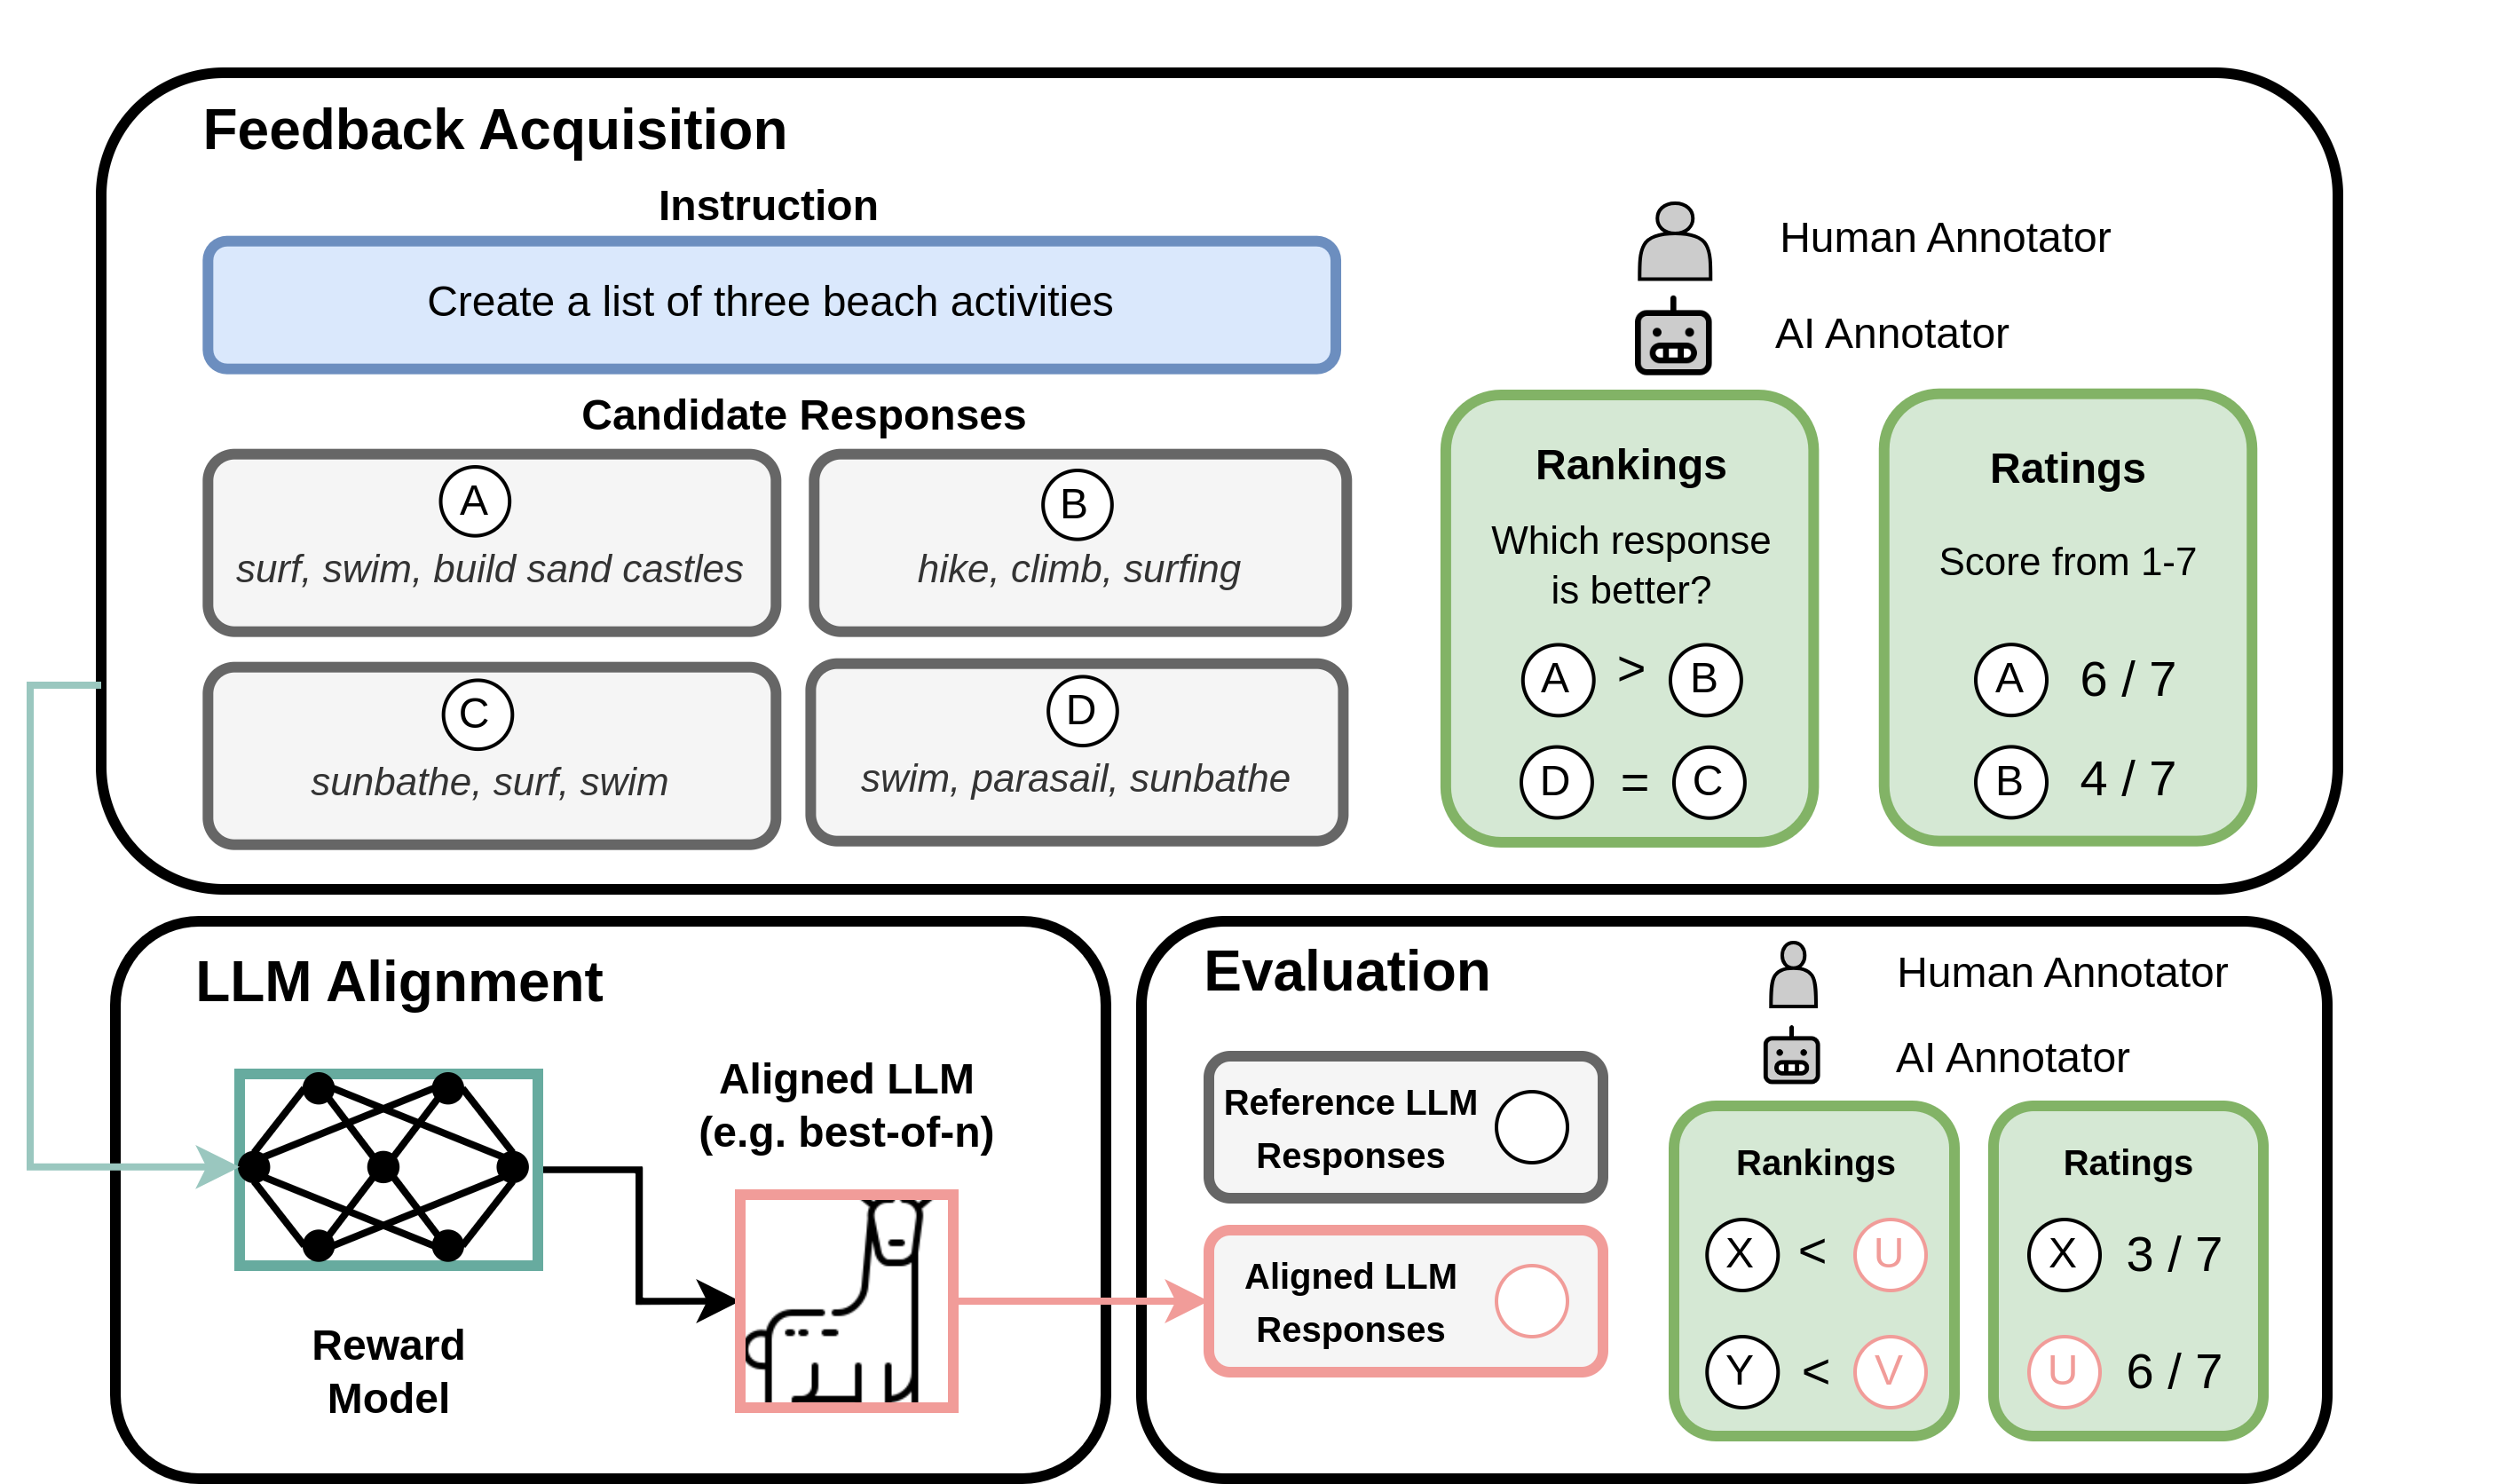 Feedback Acquisition
Instruction
Create a list of three beach activities
Candidate Responses
A
surf, swim, build sand castles
B
hike, climb, surfing
C
sunbathe, surf, swim
D
swim, parasail, sunbathe
Human Annotator
AI Annotator
Rankings
Which response
is better?
A > B
D = C
Ratings
Score from 1-7
A 6 / 7
B 4 / 7
LLM Alignment
Reward
Model
Aligned LLM
(e.g. best-of-n)
Evaluation
Reference LLM
Responses
Aligned LLM
Responses
Human Annotator
AI Annotator
Rankings
X < U
Y < V
Ratings
X 3 / 7
U 6 / 7